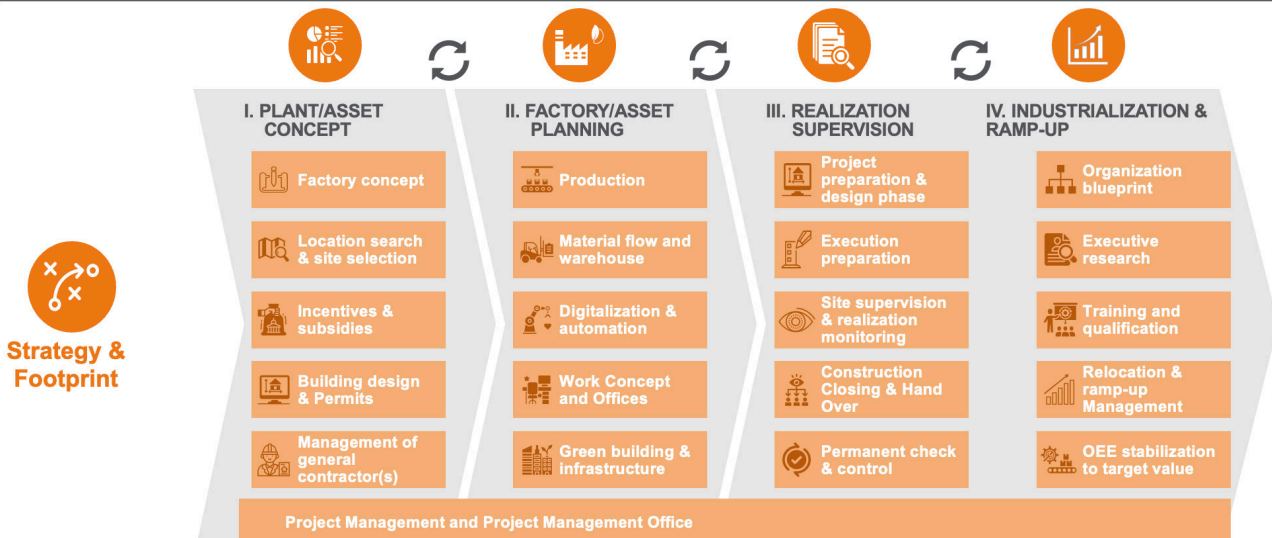 I. PLANT/ASSET
CONCEPT
Factory concept
Location search
& site selection
Incentives &
subsidies
Building design
& Permits
Management of
general
contractor(s)
II. FACTORY/ASSET
PLANNING
Production
Material flow and
warehouse
Digitalization &
automation
Work Concept
and Offices
Green building &
infrastructure
III. REALIZATION
SUPERVISION
Project
preparation &
design phase
Execution
preparation
Site supervision
& realization
monitoring
Construction
Closing & Hand
Over
Permanent check
& control
IV. INDUSTRIALIZATION &
RAMP-UP
Organization
blueprint
Executive
research
Training and
qualification
Relocation &
ramp-up
Management
OEE stabilization
to target value
Strategy &
Footprint
Project Management and Project Management Office